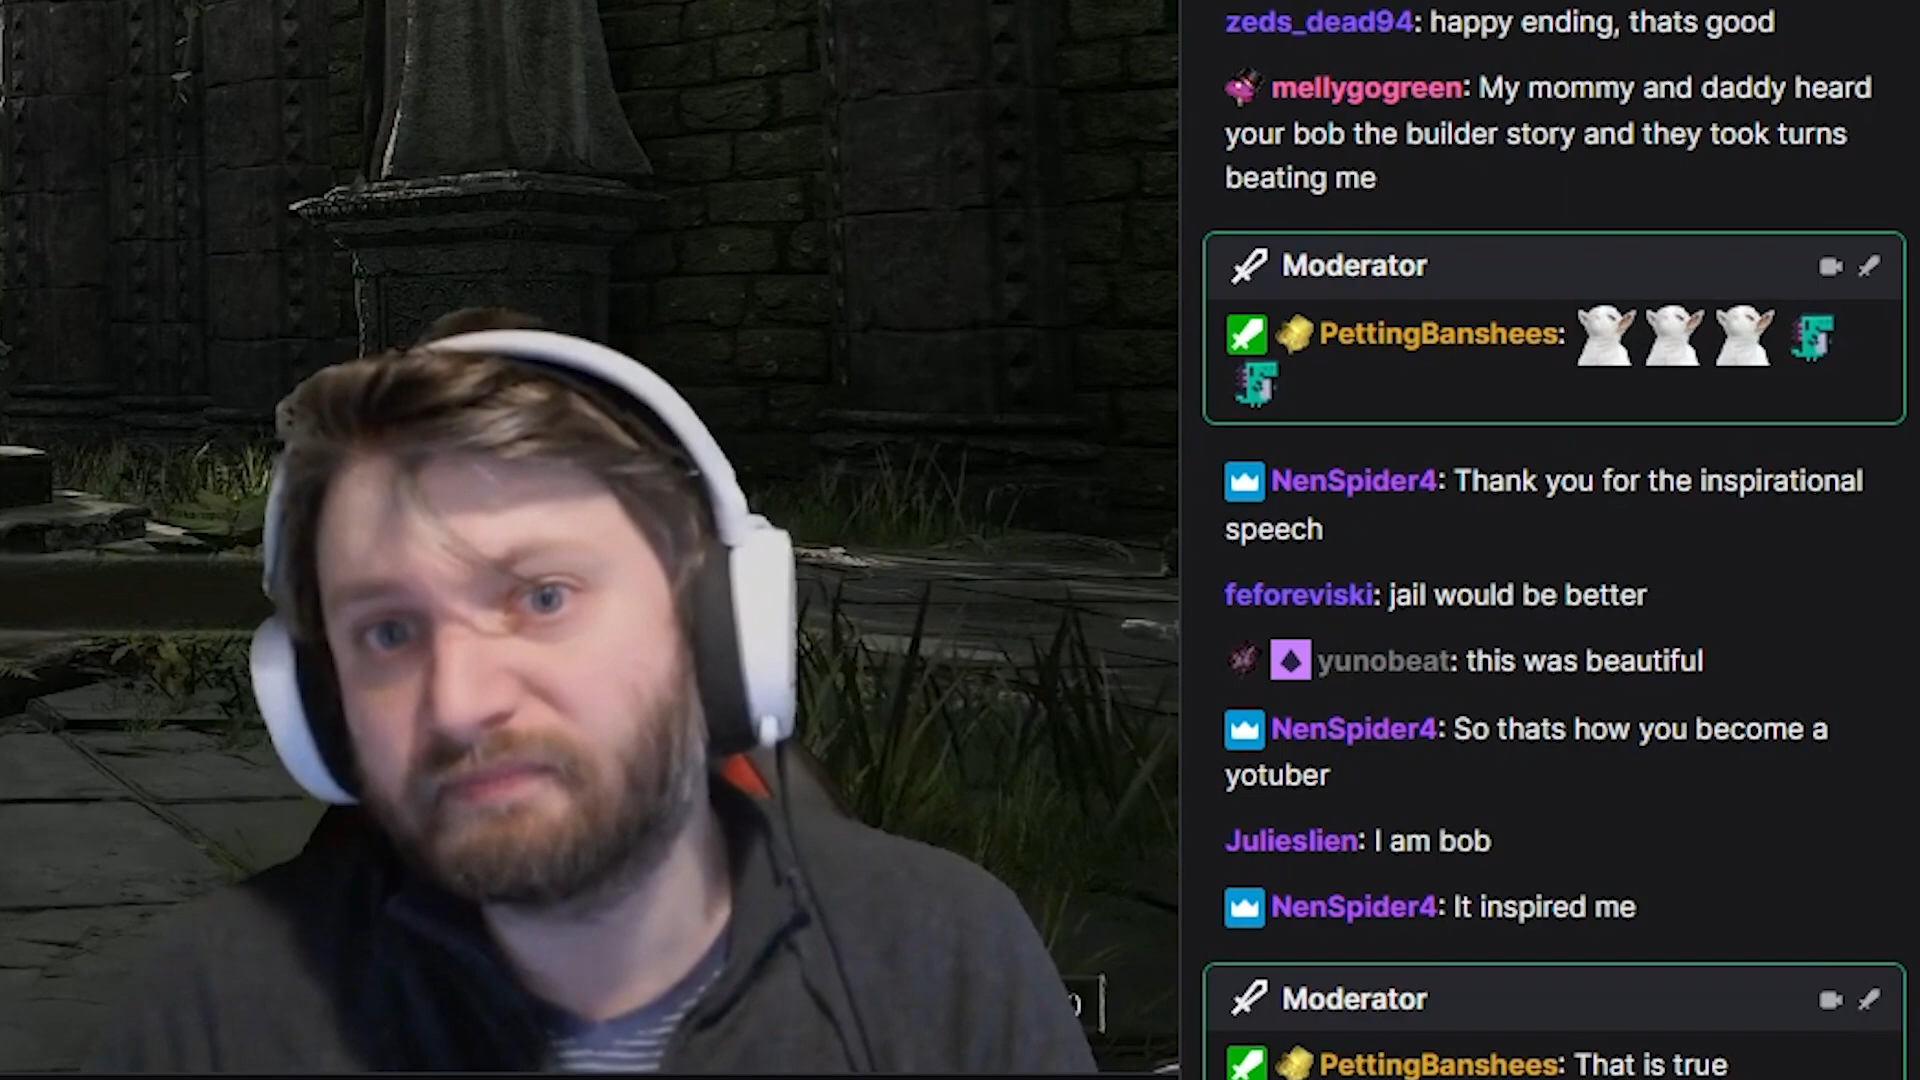 zeds_dead94: happy ending, thats good
mellygogreen: My mommy and daddy heard
your bob the builder story and they took turns
beating me
Moderator
PettingBanshees:
NenSpider4: Thank you for the inspirational
speech
feforeviski: jail would be better
yunobeat: this was beautiful
NenSpider4: So thats how you become a
yotuber
Julieslien: I am bob
NenSpider4: It inspired me
Moderator
PettingBanshees: That is true